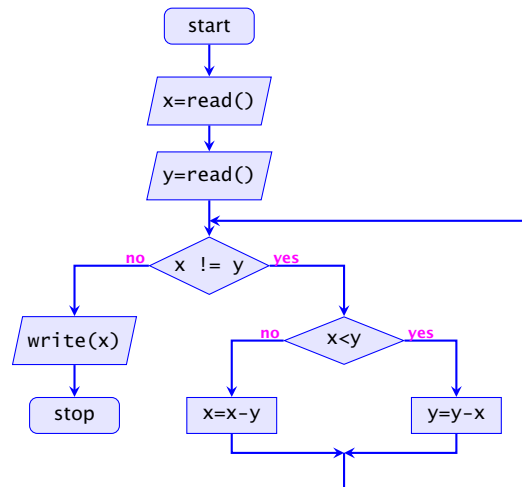 start
x=read()
y=read()
no
x != y
yes
write(x)
no
x<y
yes
stop
x=x-y
y=y-x